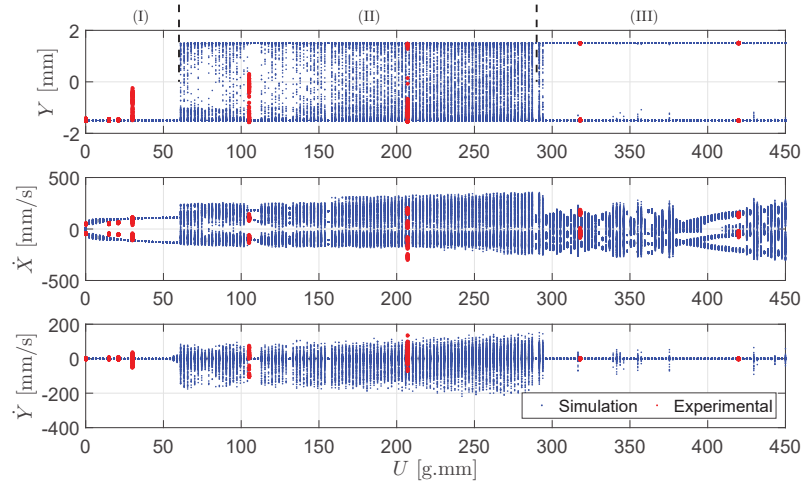 (I) (II) (III)
2
0
-2
Y [mm]
0 50 100 150 200 250 300 350 400 450
500
0
-500
Ẋ [mm/s]
0 50 100 150 200 250 300 350 400 450
200
0
-200
-400
Ẏ [mm/s]
Simulation Experimental
0 50 100 150 200 250 300 350 400 450
U [g.mm]